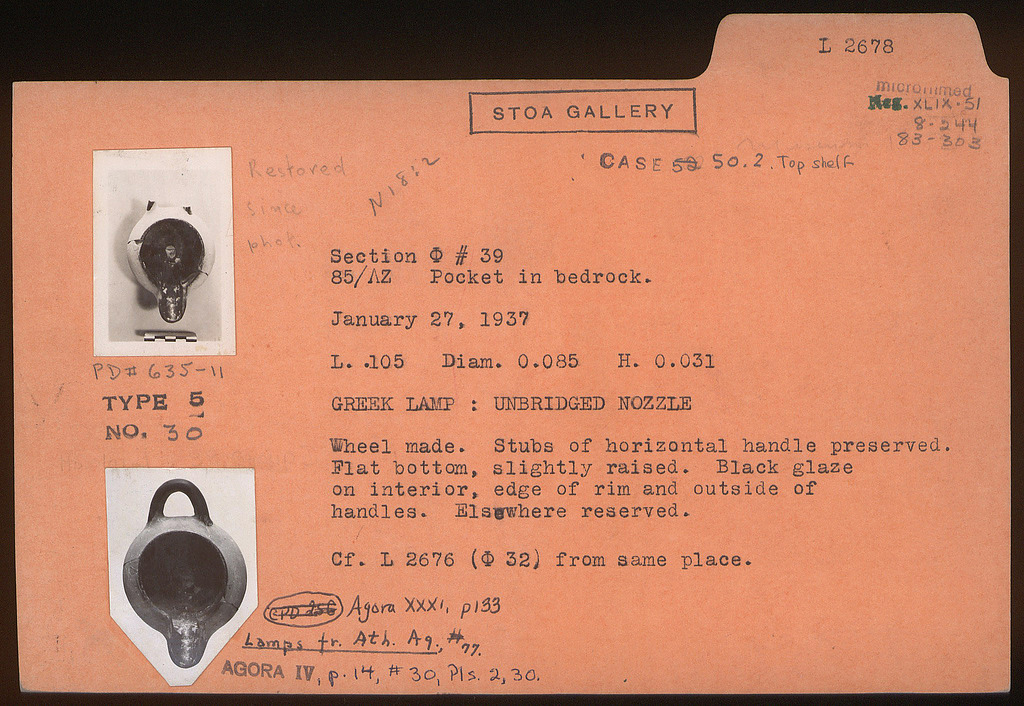 L 2678
microfilmed
Neg. XLIX-51
8-244
83-303
STOA GALLERY
CASE 52 50.2. Top shelf
Restored
since
phot.
N18:2
Section Φ # 39
85/ΛΖ Pocket in bedrock.
January 27, 1937
L. .105 Diam. 0.085 H. 0.031
PD# 635-11
TYPE 5
NO. 30
GREEK LAMP : UNBRIDGED NOZZLE
Wheel made. Stubs of horizontal handle preserved.
Flat bottom, slightly raised. Black glaze
on interior, edge of rim and outside of
handles. Elsewhere reserved.
Cf. L 2676 (Φ 32) from same place.
Agora XXXI, p133
Lamps fr. Ath. Ag., #77.
AGORA IV, p. 14, # 30, Pls. 2, 30.